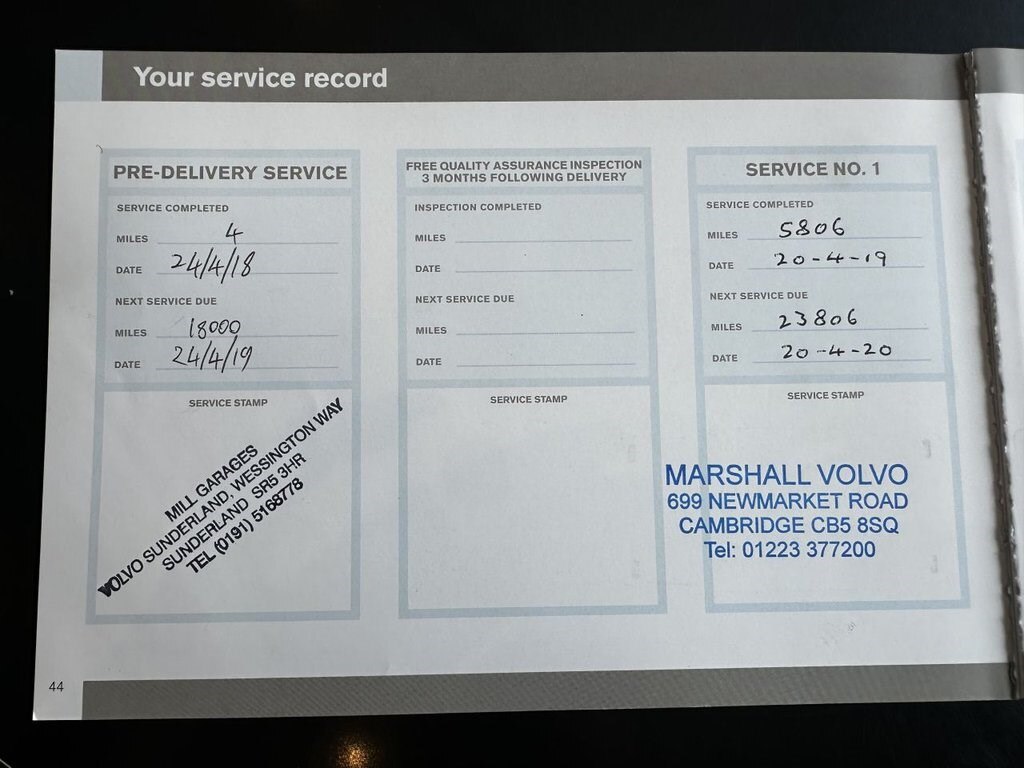 Your service record
PRE-DELIVERY SERVICE
SERVICE COMPLETED
MILES 4
DATE 24/4/18
NEXT SERVICE DUE
MILES 18000
DATE 24/4/19
SERVICE STAMP
MILL GARAGES
VOLVO SUNDERLAND, WESSINGTON WAY
SUNDERLAND SR5 3HR
TEL (0191) 5168778
FREE QUALITY ASSURANCE INSPECTION
3 MONTHS FOLLOWING DELIVERY
INSPECTION COMPLETED
MILES
DATE
NEXT SERVICE DUE
MILES
DATE
SERVICE STAMP
SERVICE NO. 1
SERVICE COMPLETED
MILES 5806
DATE 20-4-19
NEXT SERVICE DUE
MILES 23806
DATE 20-4-20
SERVICE STAMP
MARSHALL VOLVO
699 NEWMARKET ROAD
CAMBRIDGE CB5 8SQ
Tel: 01223 377200
44